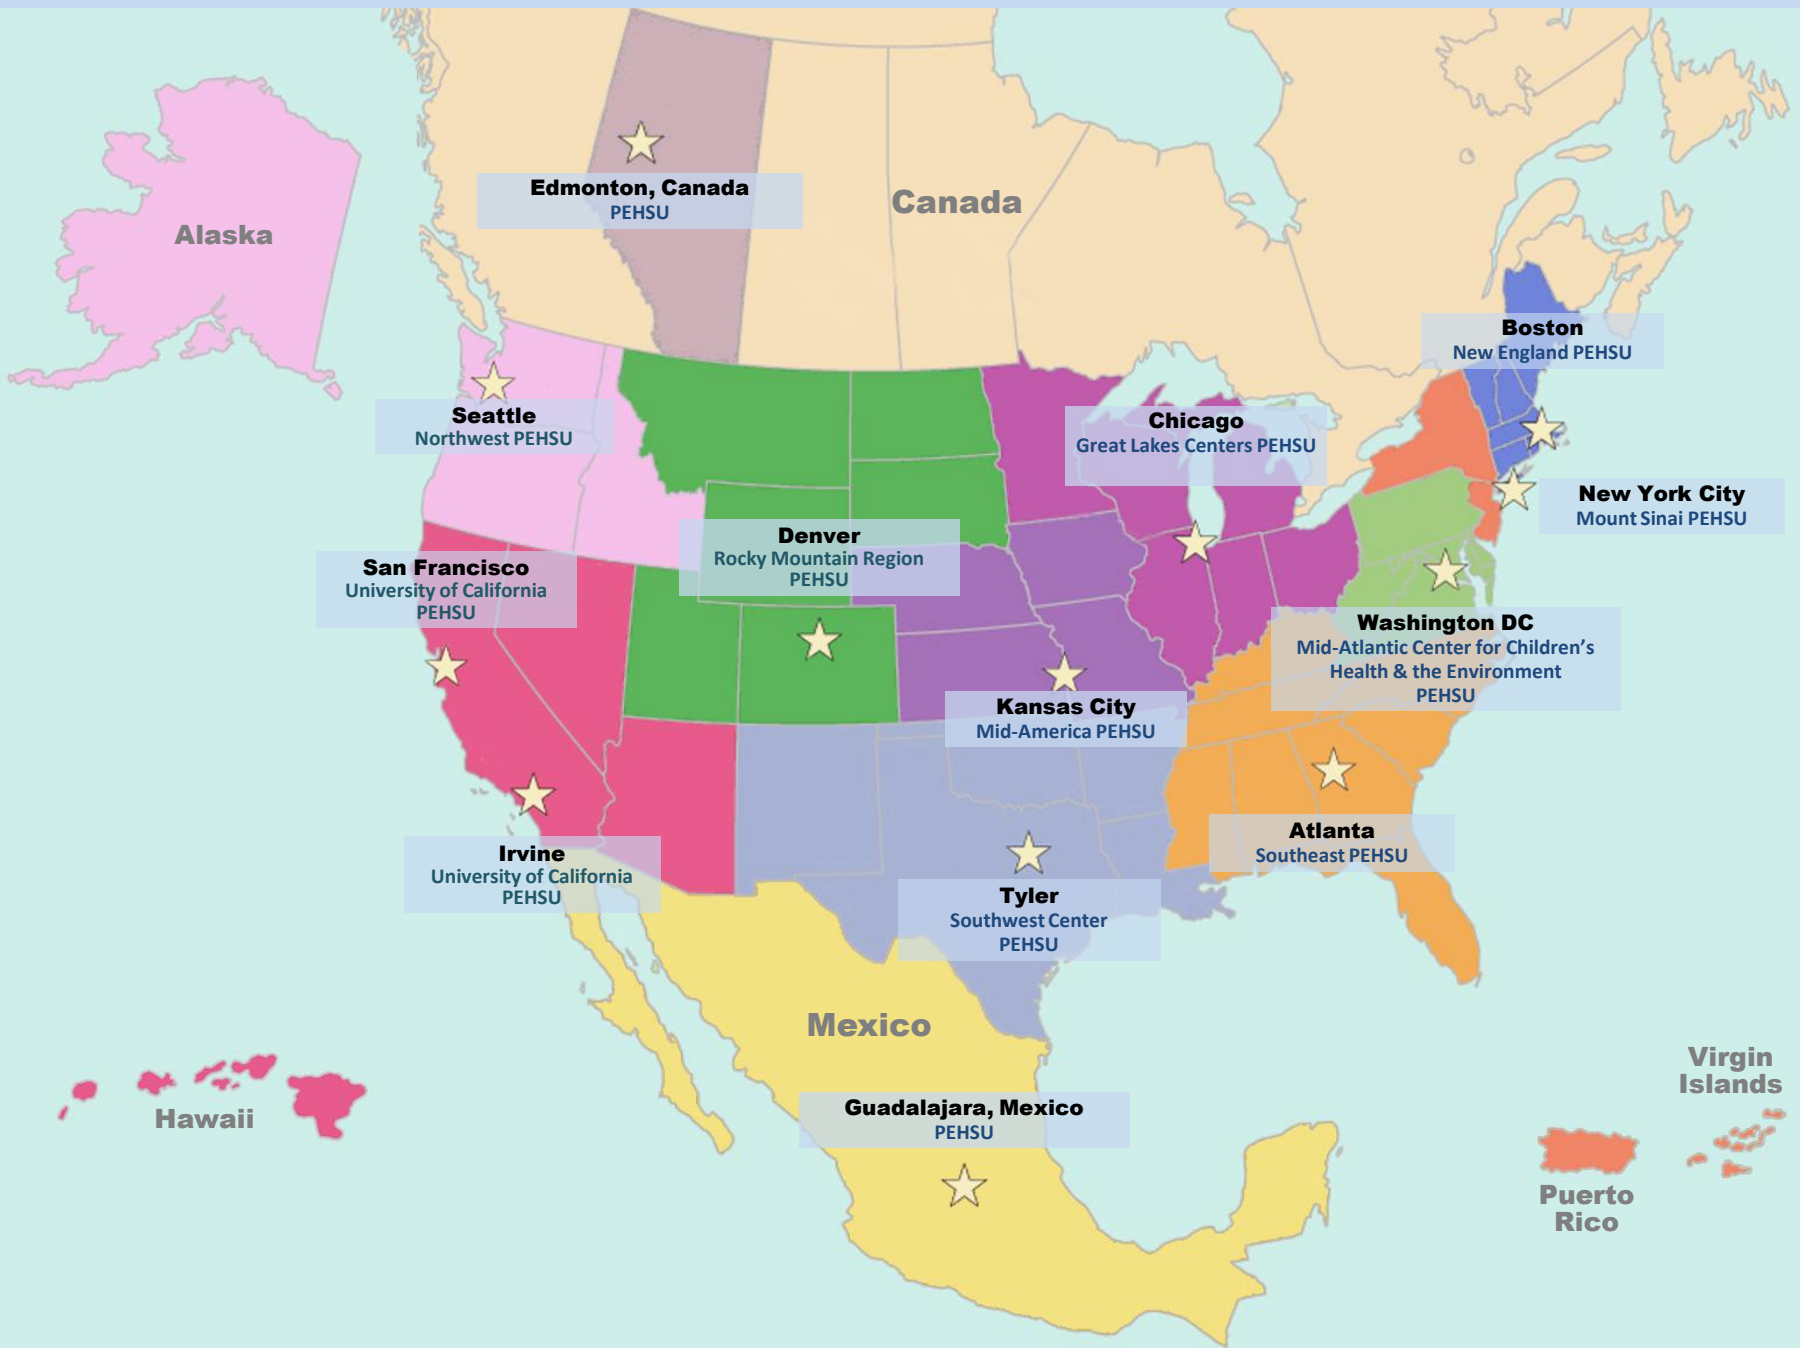 Edmonton, Canada
PEHSU
Canada
Alaska
Boston
New England PEHSU
Seattle
Northwest PEHSU
Chicago
Great Lakes Centers PEHSU
New York City
Mount Sinai PEHSU
Denver
Rocky Mountain Region
PEHSU
San Francisco
University of California
PEHSU
Washington DC
Mid-Atlantic Center for Children's
Health & the Environment
PEHSU
Kansas City
Mid-America PEHSU
Atlanta
Southeast PEHSU
Irvine
University of California
PEHSU
Tyler
Southwest Center
PEHSU
Mexico
Virgin
Islands
Hawaii
Guadalajara, Mexico
PEHSU
Puerto
Rico